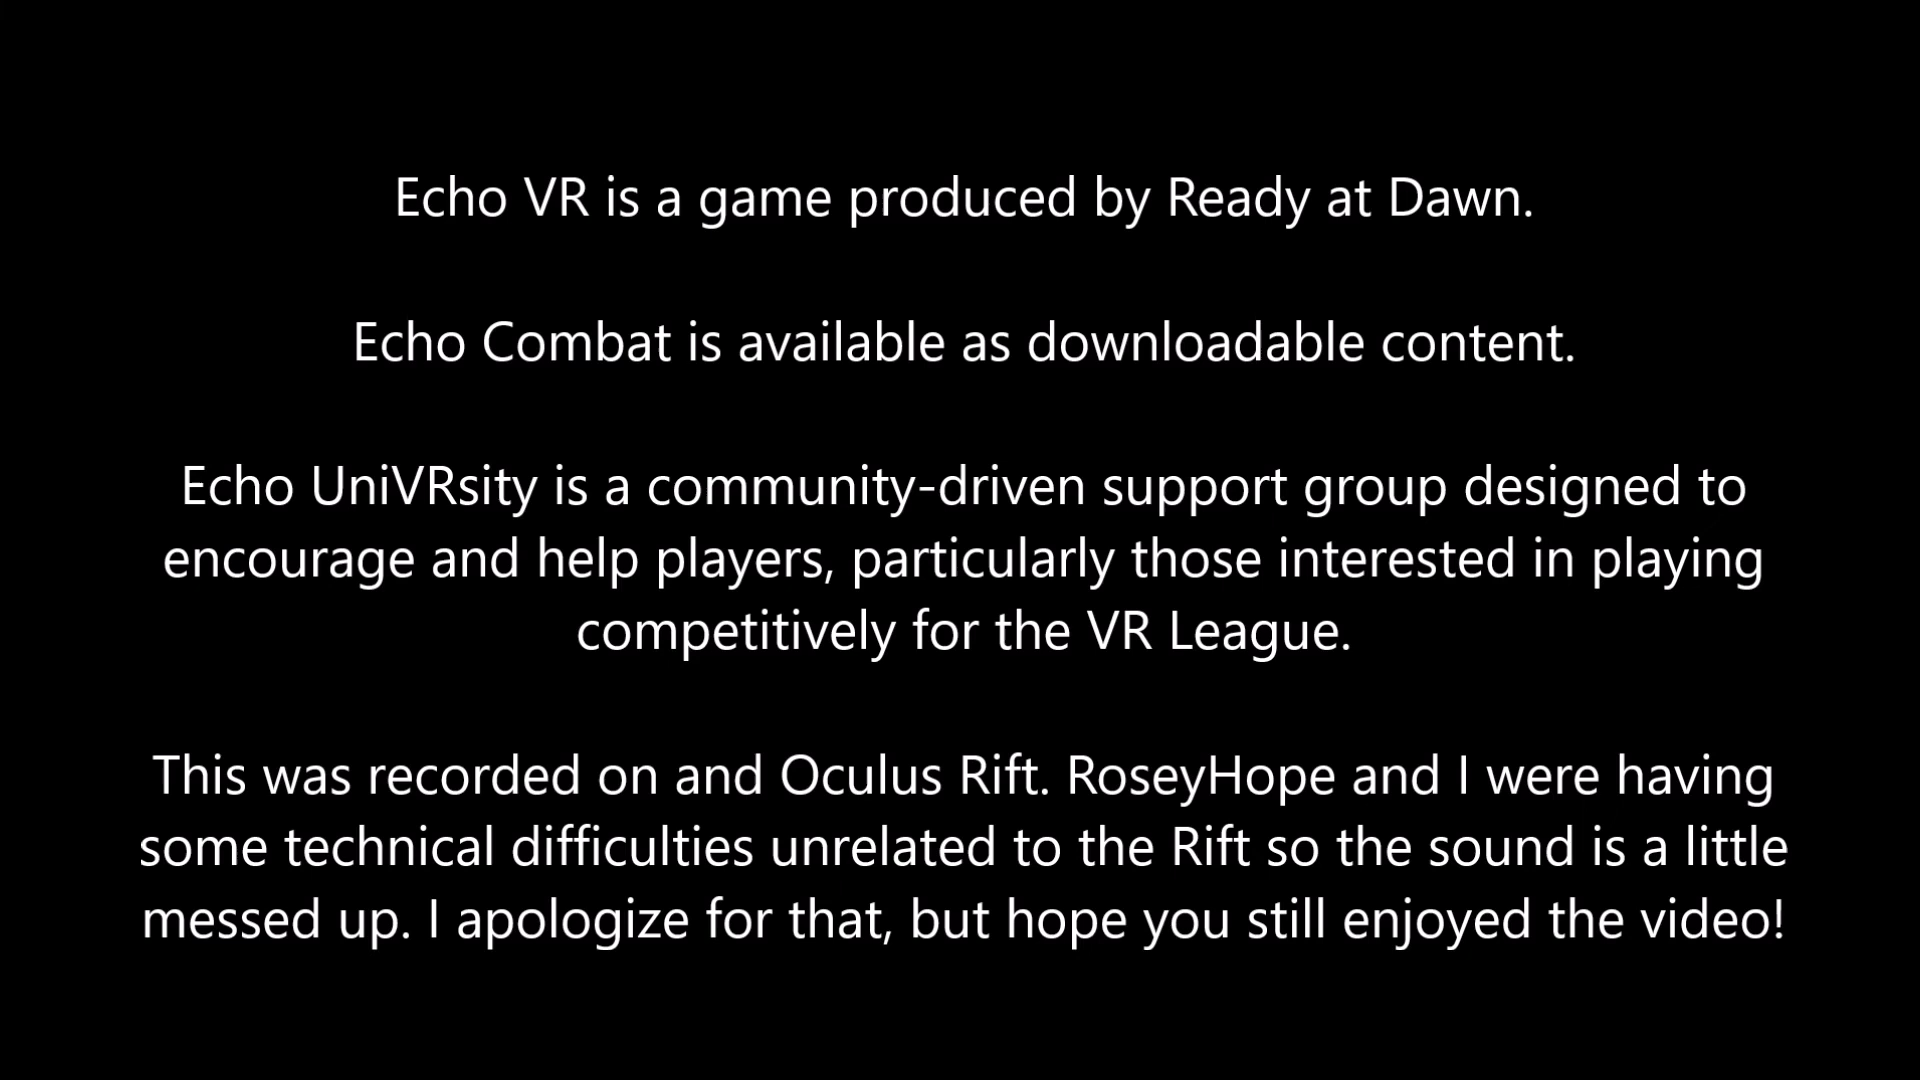 Echo VR is a game produced by Ready at Dawn.
Echo Combat is available as downloadable content.
Echo UniVRsity is a community-driven support group designed to
encourage and help players, particularly those interested in playing
competitively for the VR League.
This was recorded on and Oculus Rift. RoseyHope and I were having
some technical difficulties unrelated to the Rift so the sound is a little
messed up. I apologize for that, but hope you still enjoyed the video!